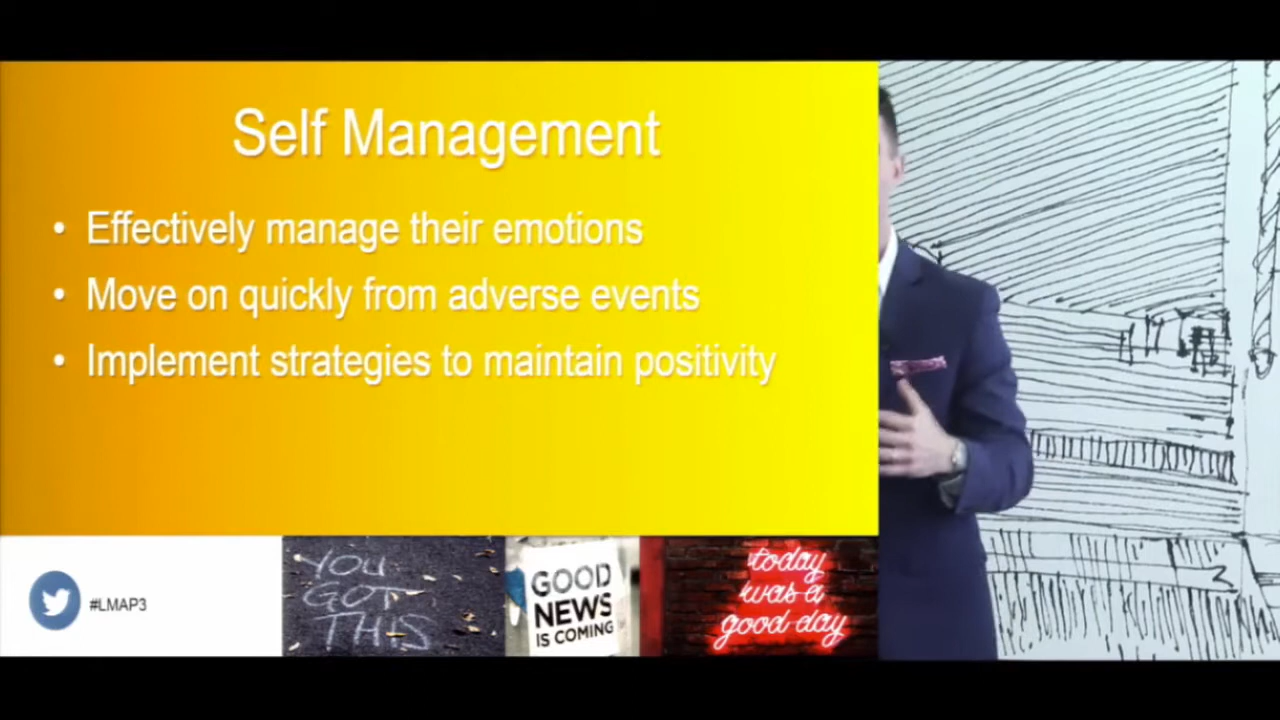 Self Management
• Effectively manage their emotions
• Move on quickly from adverse events
• Implement strategies to maintain positivity
#LMAP3
YOU
GOT
THIS
GOOD
NEWS
IS COMING
today
was a
good day